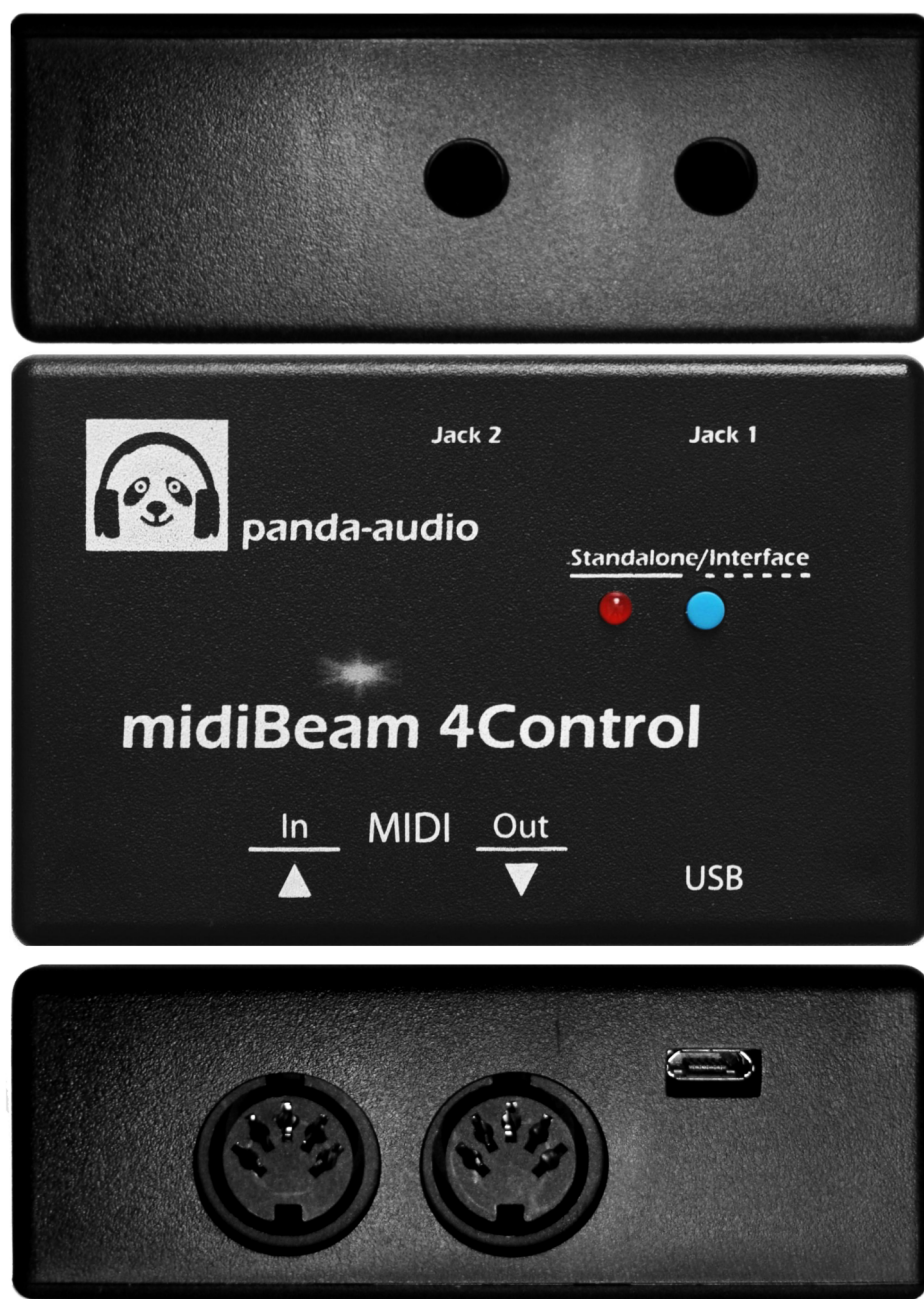 Jack 2 Jack 1
panda-audio
Standalone/Interface
midiBeam 4Control
In MIDI Out
USB